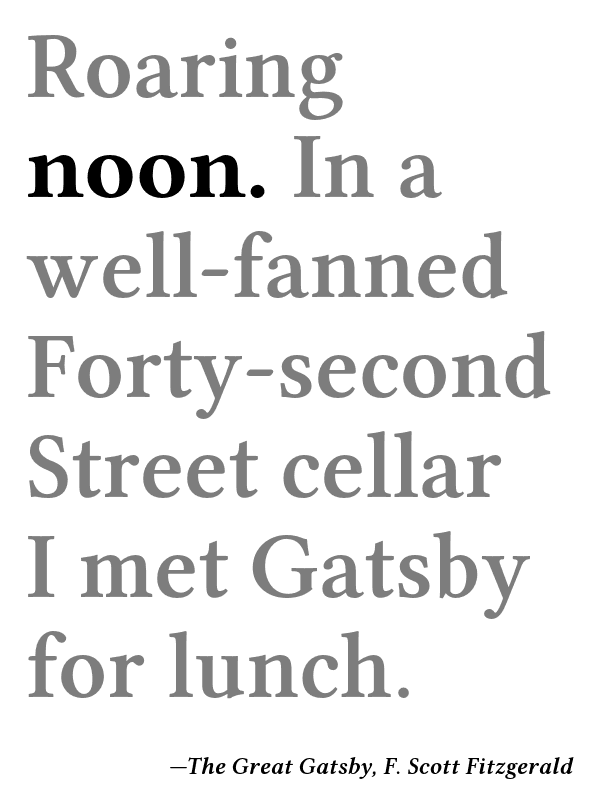 Roaring
noon. In a
well-fanned
Forty-second
Street cellar
I met Gatsby
for lunch.
—The Great Gatsby, F. Scott Fitzgerald